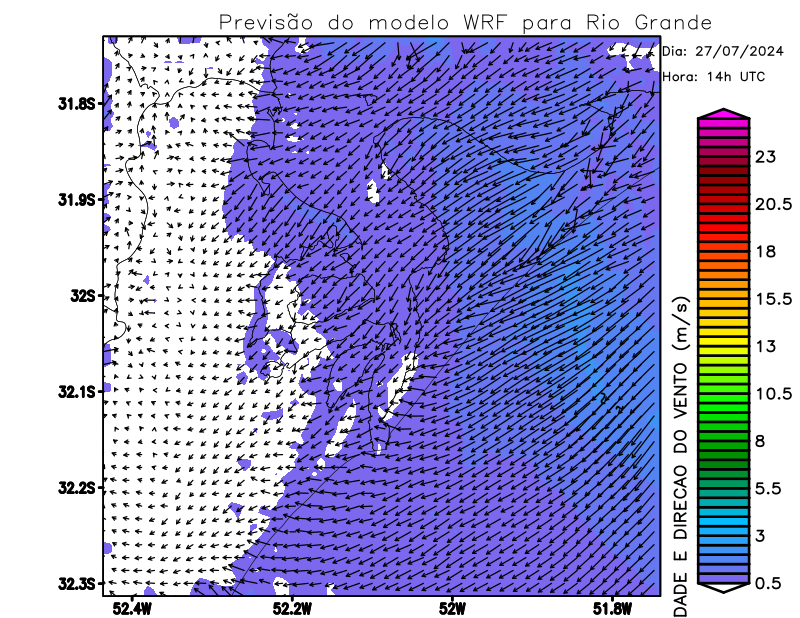 Previsão do modelo WRF para Rio Grande
Dia: 27/07/2024
Hora: 14h UTC
31.8S
31.9S
32S
32.1S
32.2S
32.3S
52.4W
52.2W
52W
51.8W
23
20.5
18
15.5
13
10.5
8
5.5
3
0.5
DADE E DIRECAO DO VENTO (m/s)